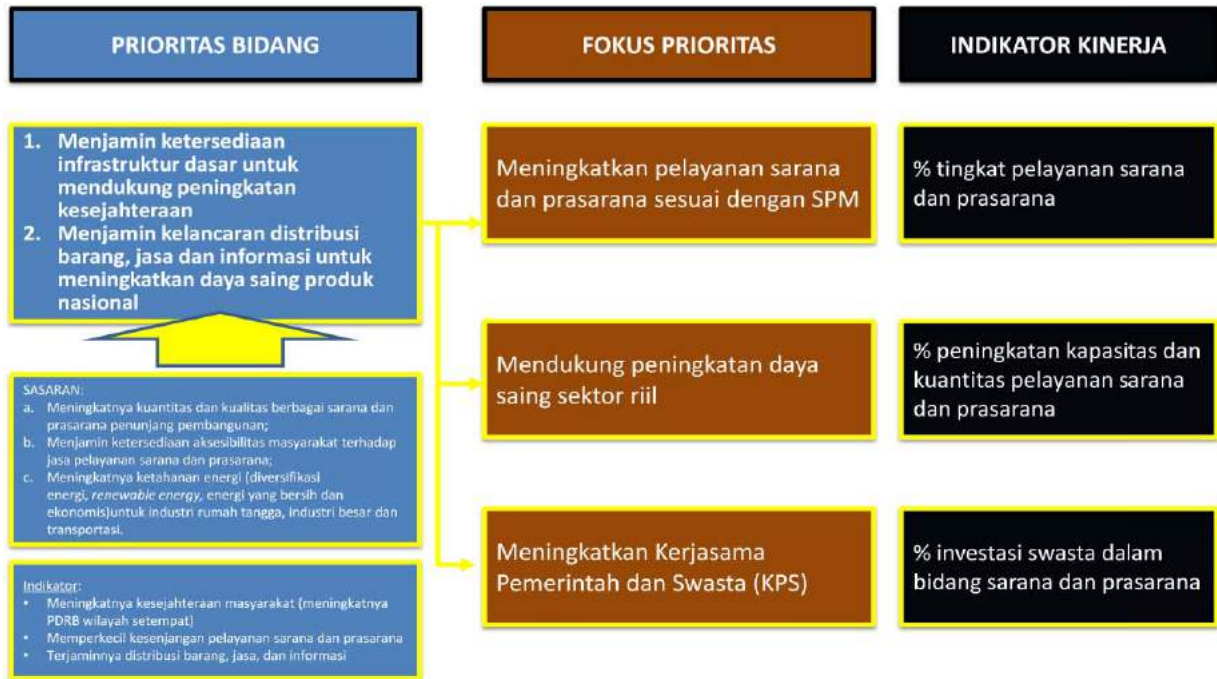 PRIORITAS BIDANG
FOKUS PRIORITAS
INDIKATOR KINERJA
1. Menjamin ketersediaan
infrastruktur dasar untuk
mendukung peningkatan
kesejahteraan
2. Menjamin kelancaran distribusi
barang, jasa dan informasi untuk
meningkatkan daya saing produk
nasional
SASARAN:
a. Meningkatnya kuantitas dan kualitas berbagai sarana dan
prasarana penunjang pembangunan;
b. Menjamin ketersediaan aksesibilitas masyarakat terhadap
jasa pelayanan sarana dan prasarana;
c. Meningkatnya ketahanan energi (diversifikasi
energi, renewable energy, energi yang bersih dan
ekonomis)untuk industri rumah tangga, industri besar dan
transportasi.
Indikator:
• Meningkatnya kesejahteraan masyarakat (meningkatnya
PDRB wilayah setempat)
• Memperkecil kesenjangan pelayanan sarana dan prasarana
• Terjaminnya distribusi barang, jasa, dan informasi
Meningkatkan pelayanan sarana
dan prasarana sesuai dengan SPM
Mendukung peningkatan daya
saing sektor riil
Meningkatkan Kerjasama
Pemerintah dan Swasta (KPS)
% tingkat pelayanan sarana
dan prasarana
% peningkatan kapasitas dan
kuantitas pelayanan sarana
dan prasarana
% investasi swasta dalam
bidang sarana dan prasarana